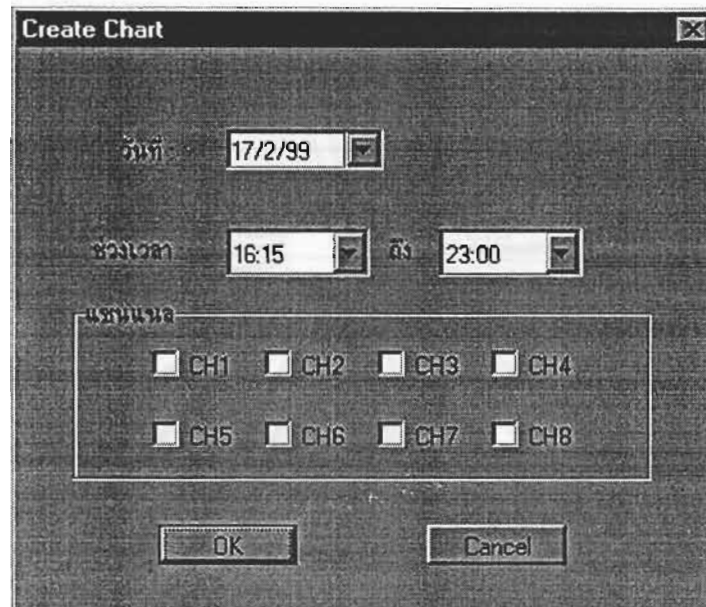 Create Chart
วันที่ : 17/2/99
ช่วงเวลา 16:15 ถึง 23:00
แชนแนล
CH1 CH2 CH3 CH4
CH5 CH6 CH7 CH8
OK Cancel